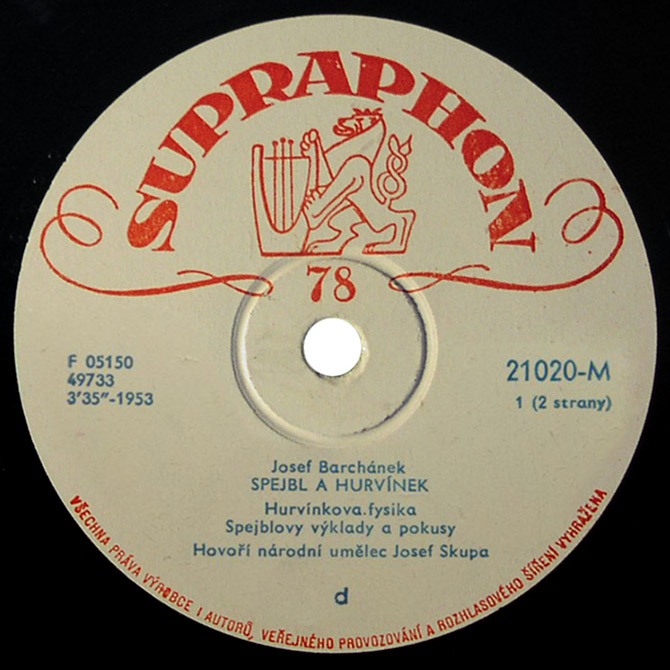 SUPRAPHON
78
F 05150
49733
3'35"-1953
21020-M
1 (2 strany)
Josef Barchánek
SPEJBL A HURVÍNEK
Hurvínkova.fysika
Spejblovy výklady a pokusy
Hovoří národní umělec Josef Skupa
d
VŠECHNA PRÁVA VÝROBCE I AUTORŮ, VEŘEJNÉHO PROVOZOVÁNÍ A ROZHLASOVÉHO ŠÍŘENÍ VYHRAŽENA